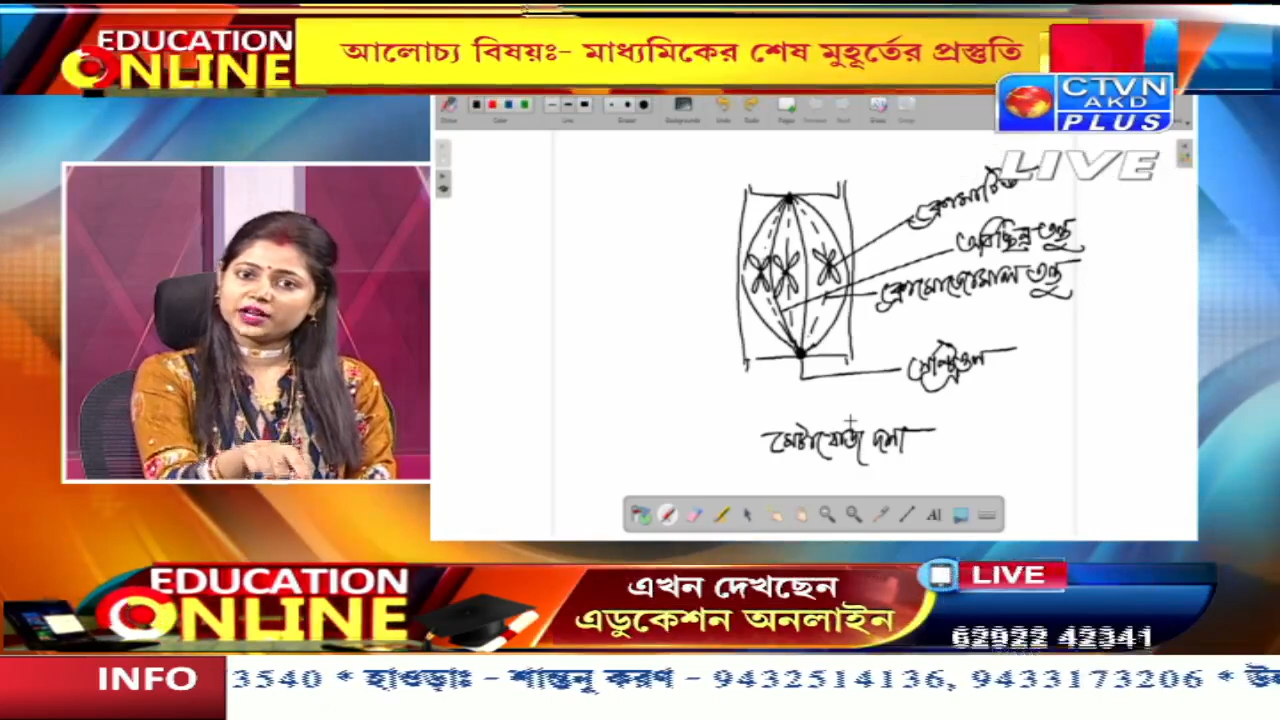 EDUCATION
ONLINE
আলোচ্য বিষয়ঃ- মাধ্যমিকের শেষ মুহূর্তের প্রস্তুতি
CTVN
AKD
PLUS
LIVE
ক্রোমাটিড
অবিচ্ছিন্ন তন্তু
ক্রোমোজোমাল তন্তু
মেটাফেজ দশা
EDUCATION
ONLINE
এখন দেখছেন
এডুকেশন অনলাইন
LIVE
62922 42341
INFO
3540 * হাওড়াঃ - শান্তনু করণ - 9432514136, 9433173206 *